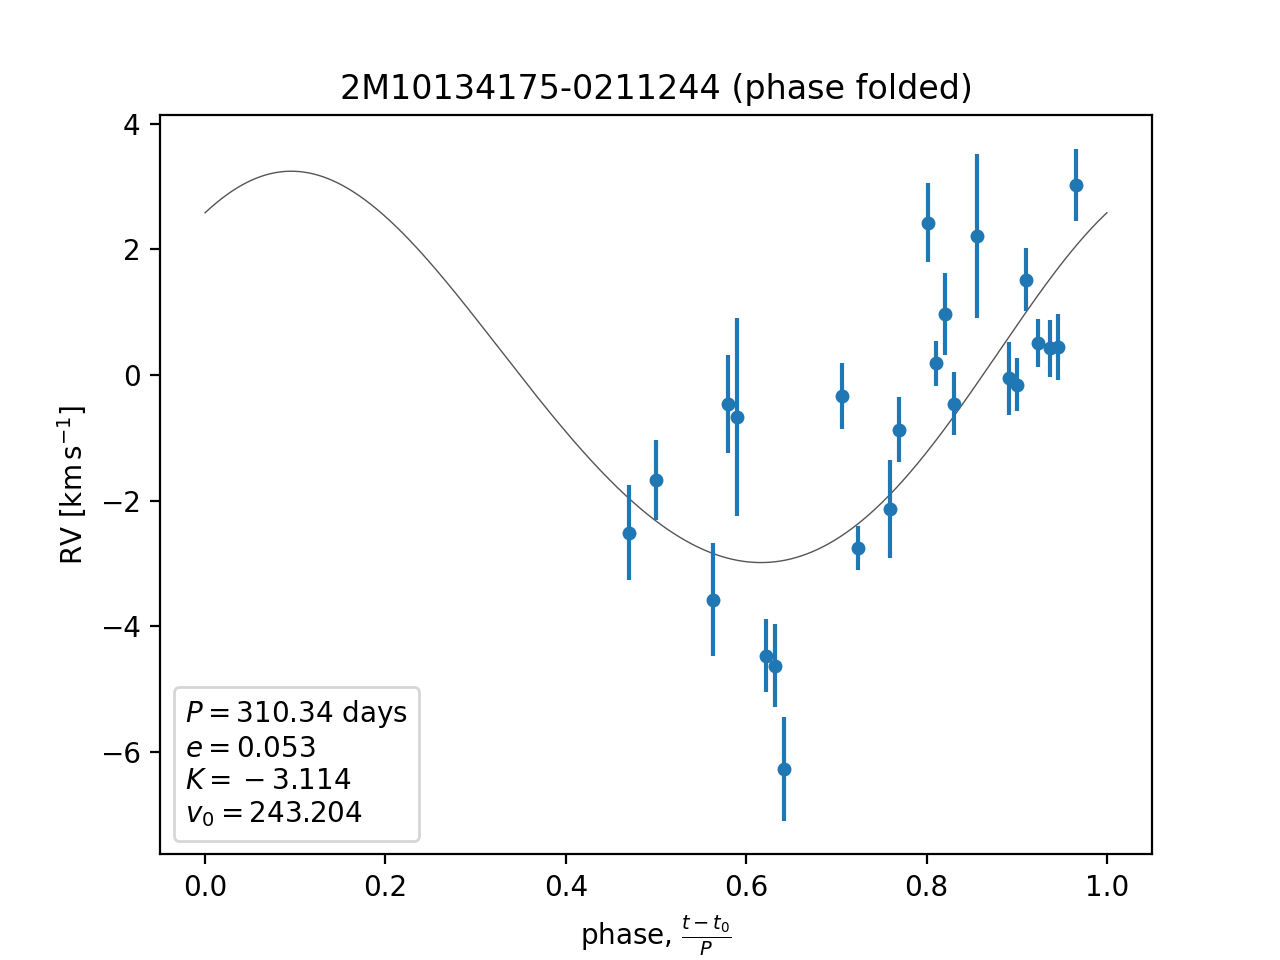 2M10134175-0211244 (phase folded)
4
2
0
−2
−4
−6
RV [km s⁻¹]
P = 310.34 days
e = 0.053
K = −3.114
v₀ = 243.204
0.0 0.2 0.4 0.6 0.8 1.0
phase, (t − t₀)/P